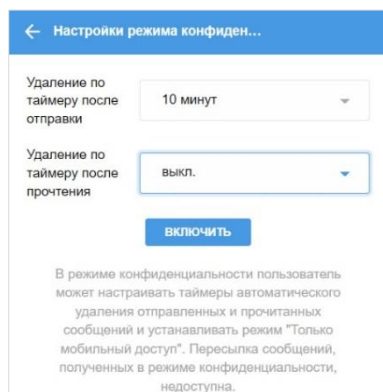 Настройки режима конфиден...
Удаление по
таймеру после
отправки
10 минут
Удаление по
таймеру после
прочтения
выкл.
ВКЛЮЧИТЬ
В режиме конфиденциальности пользователь
может настраивать таймеры автоматического
удаления отправленных и прочитанных
сообщений и устанавливать режим "Только
мобильный доступ". Пересылка сообщений,
полученных в режиме конфиденциальности,
недоступна.